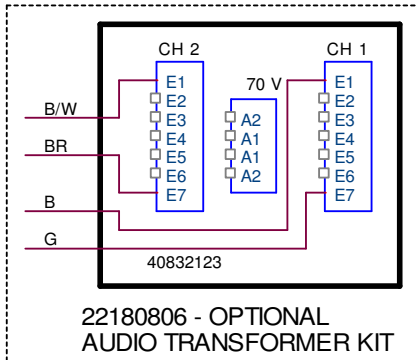 CH 2
CH 1
70 V
E1
E2
E3
E4
E5
E6
E7
A2
A1
A1
A2
E1
E2
E3
E4
E5
E6
E7
B/W
BR
B
G
40832123
22180806 - OPTIONAL
AUDIO TRANSFORMER KIT